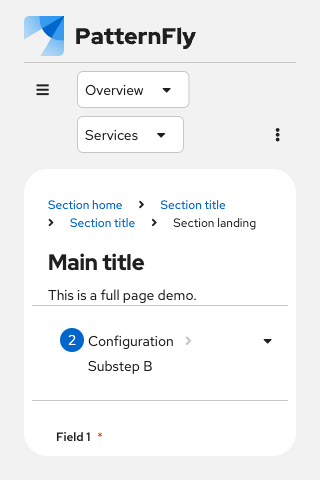 PatternFly
Overview
Services
Section home Section title
Section title Section landing
Main title
This is a full page demo.
2 Configuration
Substep B
Field 1 *